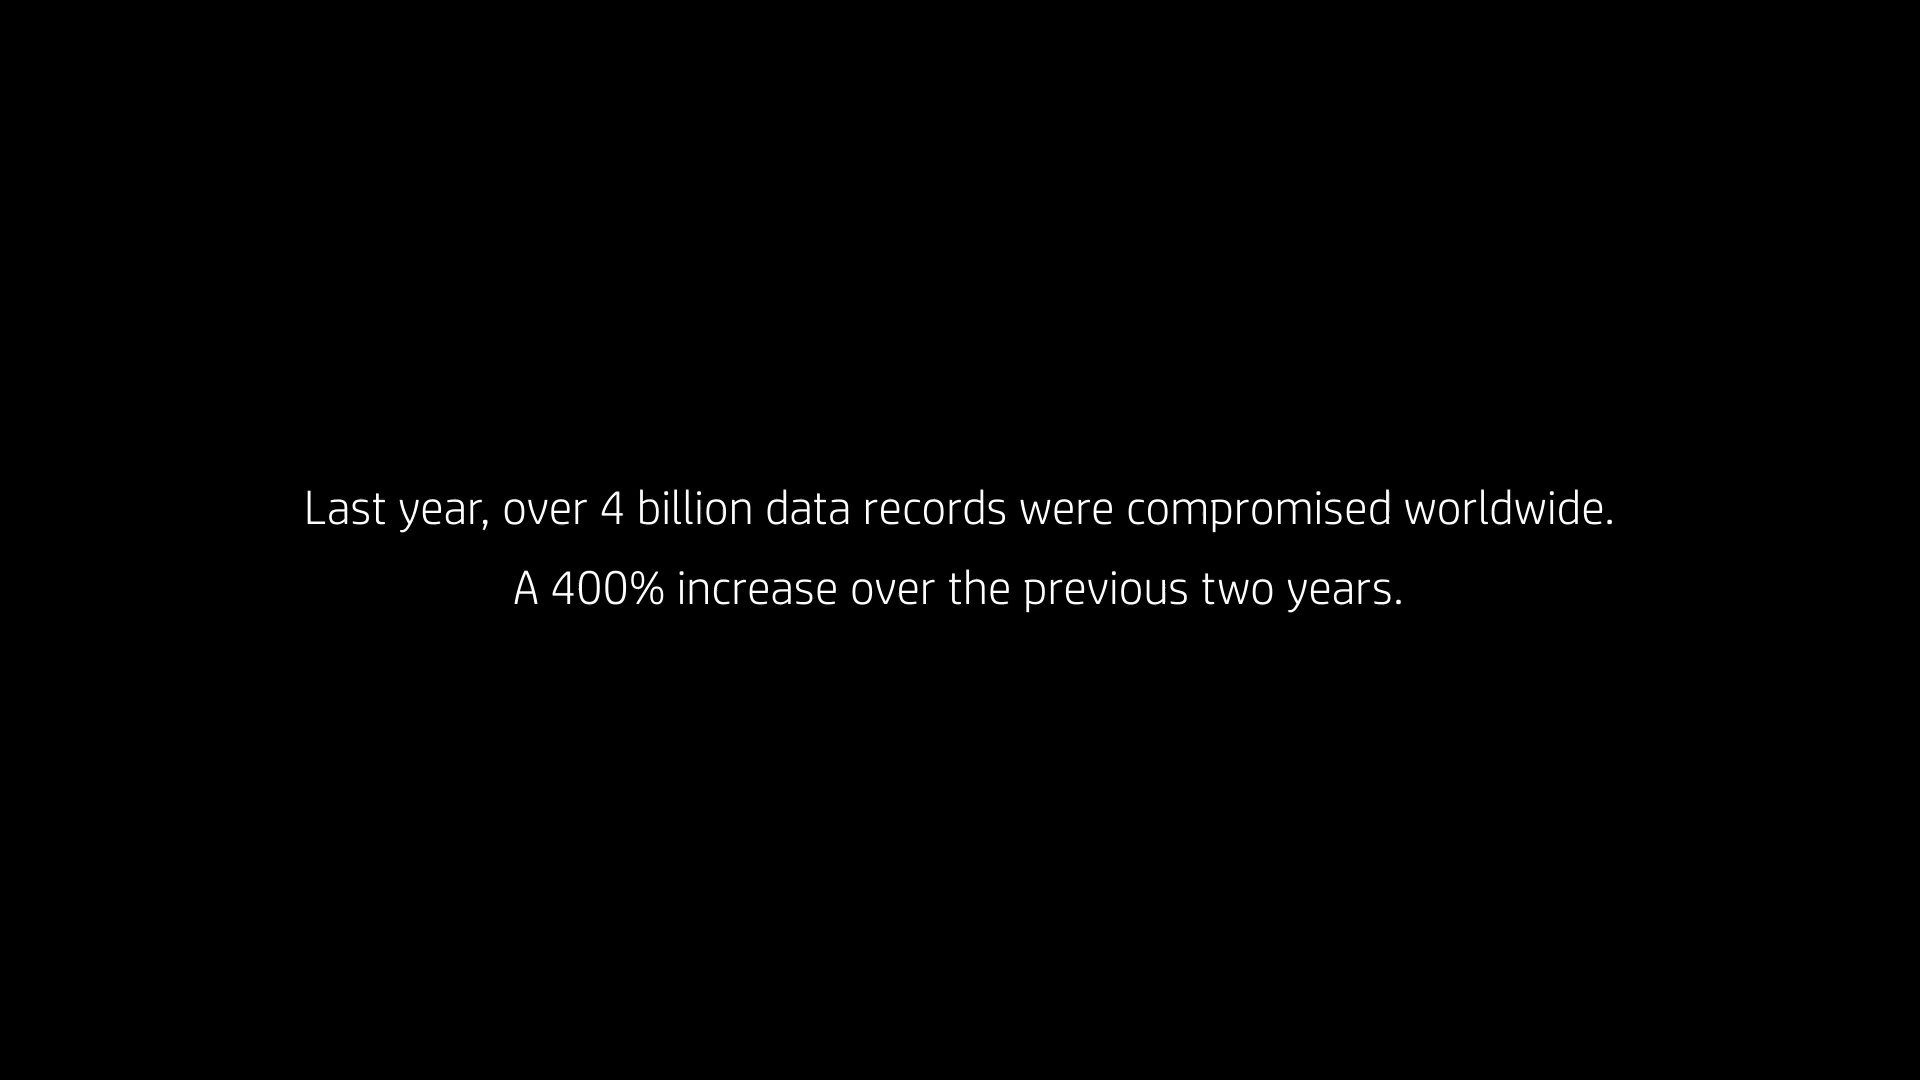 Last year, over 4 billion data records were compromised worldwide.
A 400% increase over the previous two years.